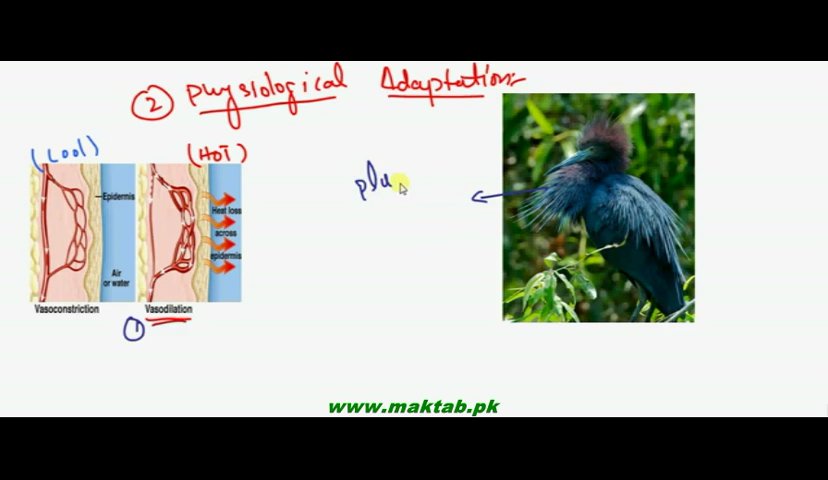 ② Physiological Adaptations
(Cool)
(HOT)
Epidermis
Heat loss
across
epidermis
Air
or water
Vasoconstriction
Vasodilation
①
plu
www.maktab.pk